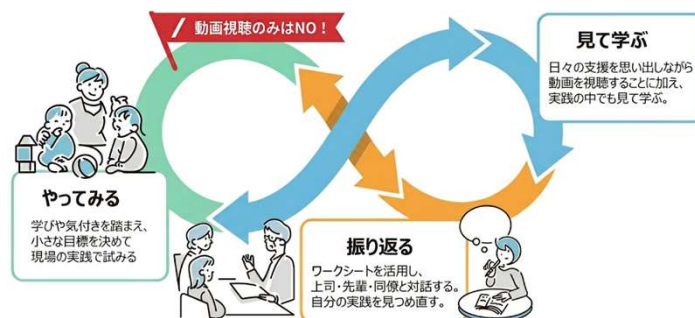 動画視聴のみはNO！
見て学ぶ
日々の支援を思い出しながら
動画を視聴することに加え、
実践の中でも見て学ぶ。
やってみる
学びや気付きを踏まえ、
小さな目標を決めて
現場の実践で試みる
振り返る
ワークシートを活用し、
上司・先輩・同僚と対話する。
自分の実践を見つめ直す。